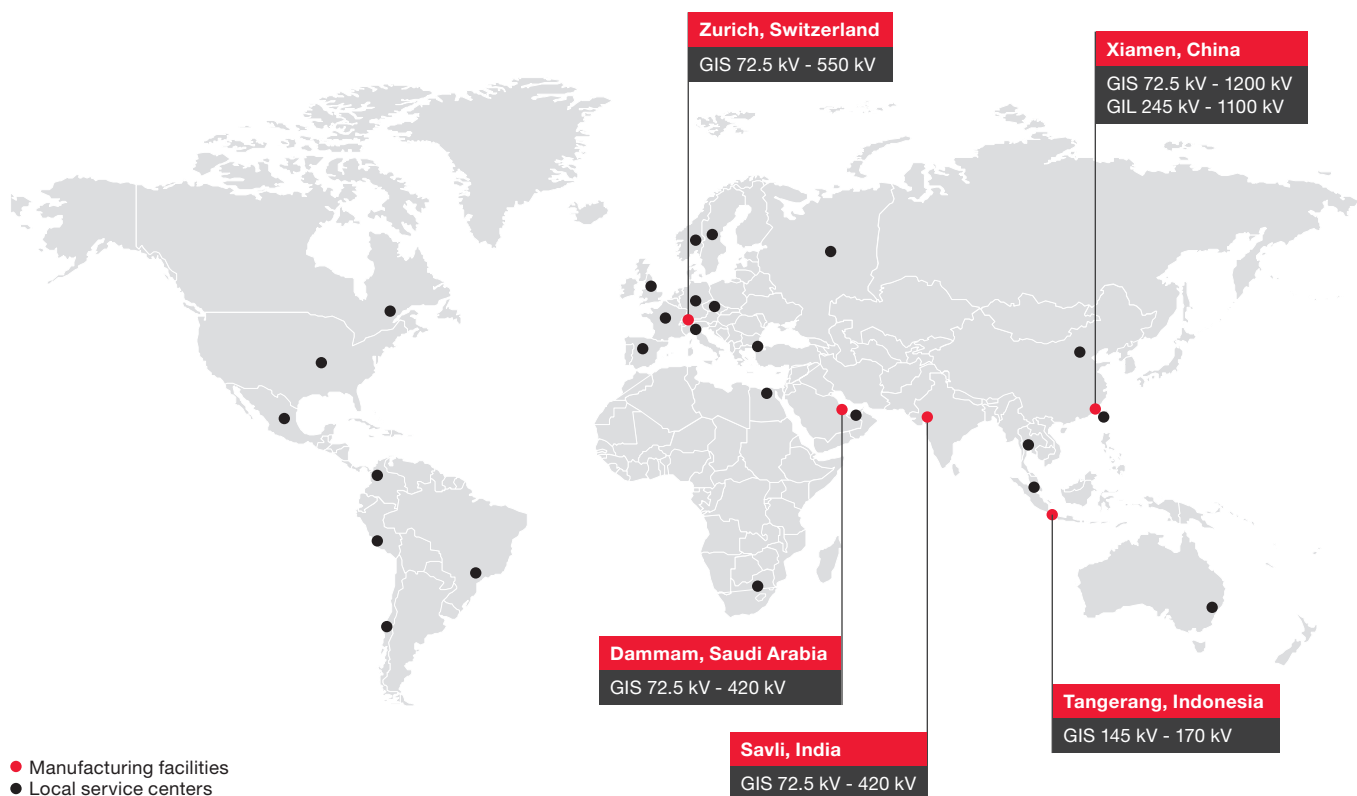 Zurich, Switzerland
GIS 72.5 kV - 550 kV
Xiamen, China
GIS 72.5 kV - 1200 kV
GIL 245 kV - 1100 kV
Dammam, Saudi Arabia
GIS 72.5 kV - 420 kV
Tangerang, Indonesia
GIS 145 kV - 170 kV
Savli, India
GIS 72.5 kV - 420 kV
Manufacturing facilities
Local service centers